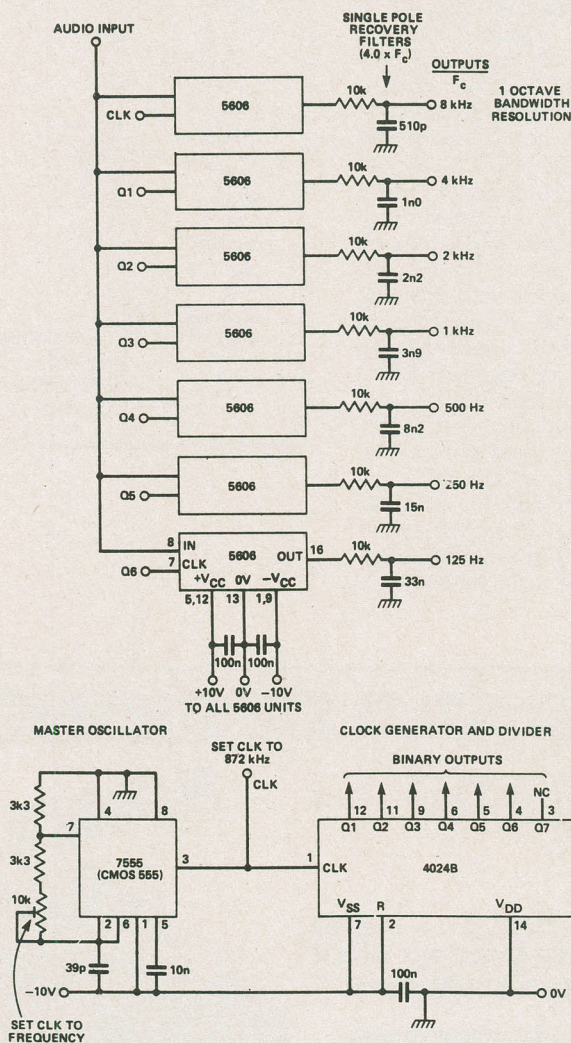 AUDIO INPUT
SINGLE POLE
RECOVERY
FILTERS
(4.0 x Fc)
OUTPUTS
Fc
1 OCTAVE
BANDWIDTH
RESOLUTION
5606
10k
8 kHz
CLK
510p
5606
10k
4 kHz
Q1
1n0
5606
10k
2 kHz
Q2
2n2
5606
10k
1 kHz
Q3
3n9
5606
10k
500 Hz
Q4
8n2
5606
10k
250 Hz
Q5
15n
8 IN 5606 OUT 16
10k
125 Hz
Q6 7 CLK
+VCC 0V -VCC
5,12 13 1,9
33n
100n 100n
+10V 0V -10V
TO ALL 5606 UNITS
MASTER OSCILLATOR
SET CLK TO
872 kHz
CLK
CLOCK GENERATOR AND DIVIDER
BINARY OUTPUTS
NC
3k3
4 8
12 11 9 6 5 4 3
Q1 Q2 Q3 Q4 Q5 Q6 Q7
7
7555
(CMOS 555)
3
1 CLK
4024B
3k3
10k
2 6 1 5
VSS R VDD
7 2 14
39p
10n
100n
-10V
0V
SET CLK TO
FREQUENCY